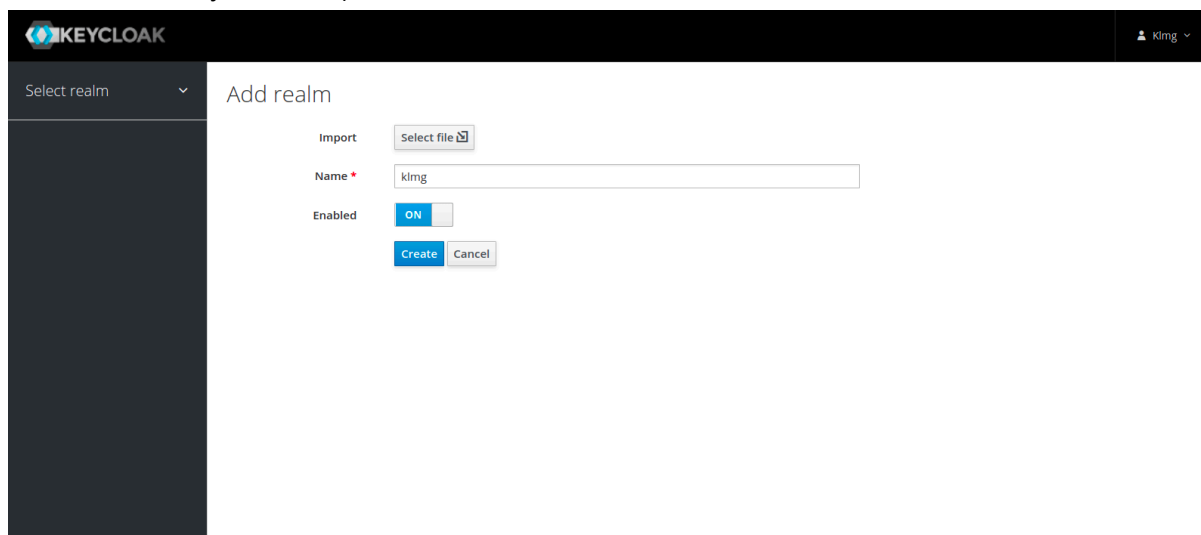 KEYCLOAK
Klmg
Select realm
Add realm
Import Select file
Name * klmg
Enabled ON
Create Cancel